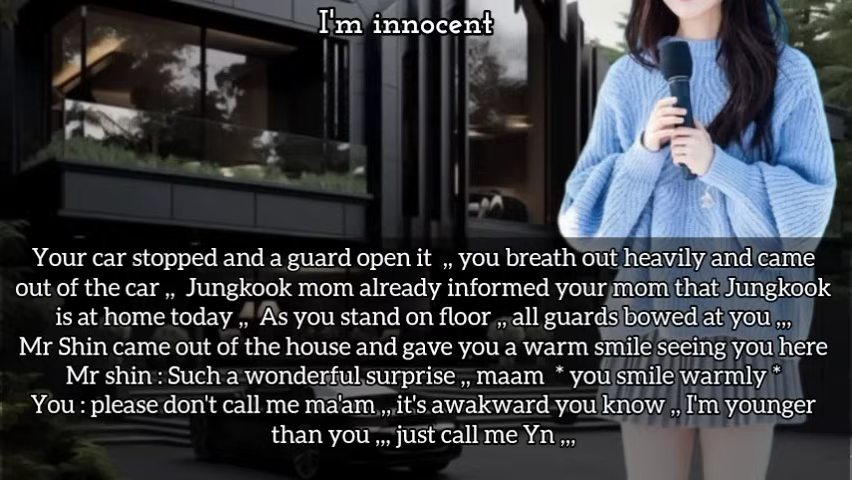 I'm innocent
Your car stopped and a guard open it ,, you breath out heavily and came
out of the car ,, Jungkook mom already informed your mom that Jungkook
is at home today ,, As you stand on floor ,, all guards bowed at you ,,,
Mr Shin came out of the house and gave you a warm smile seeing you here
Mr shin : Such a wonderful surprise ,, maam * you smile warmly *
You : please don't call me ma'am ,, it's awakward you know ,, I'm younger
than you ,,, just call me Yn ,,,